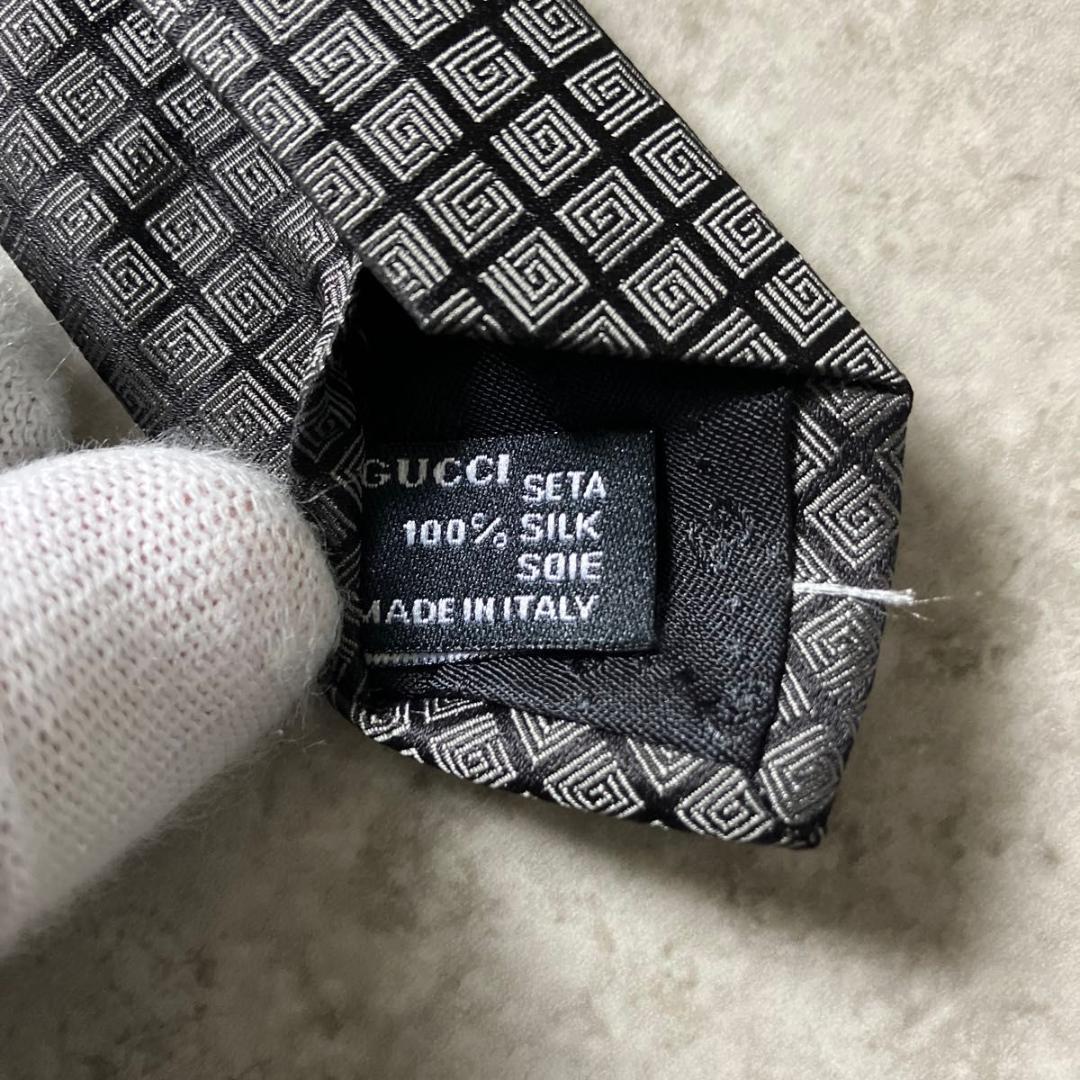 GUCCI
SETA
100% SILK
SOIE
MADE IN ITALY